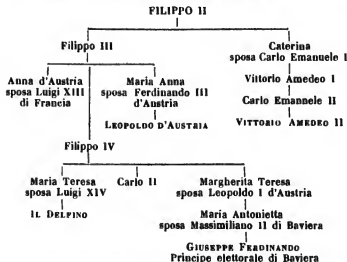 FILIPPO II
Filippo III
Caterina
sposa Carlo Emanuele I
Anna d'Austria
sposa Luigi XIII
di Francia
Maria Anna
sposa Ferdinando III
d'Austria
LEOPOLDO D'AUSTRIA
Vittorio Amedeo I
Carlo Emannele II
VITTORIO AMEDEO II
Filippo IV
Maria Teresa
sposa Luigi XIV
IL DELFINO
Carlo II
Margherita Teresa
sposa Leopoldo I d'Austria
Maria Antonietta
sposa Massimiliano II di Baviera
GIUSEPPE FERDINANDO
Principe elettorale di Baviera